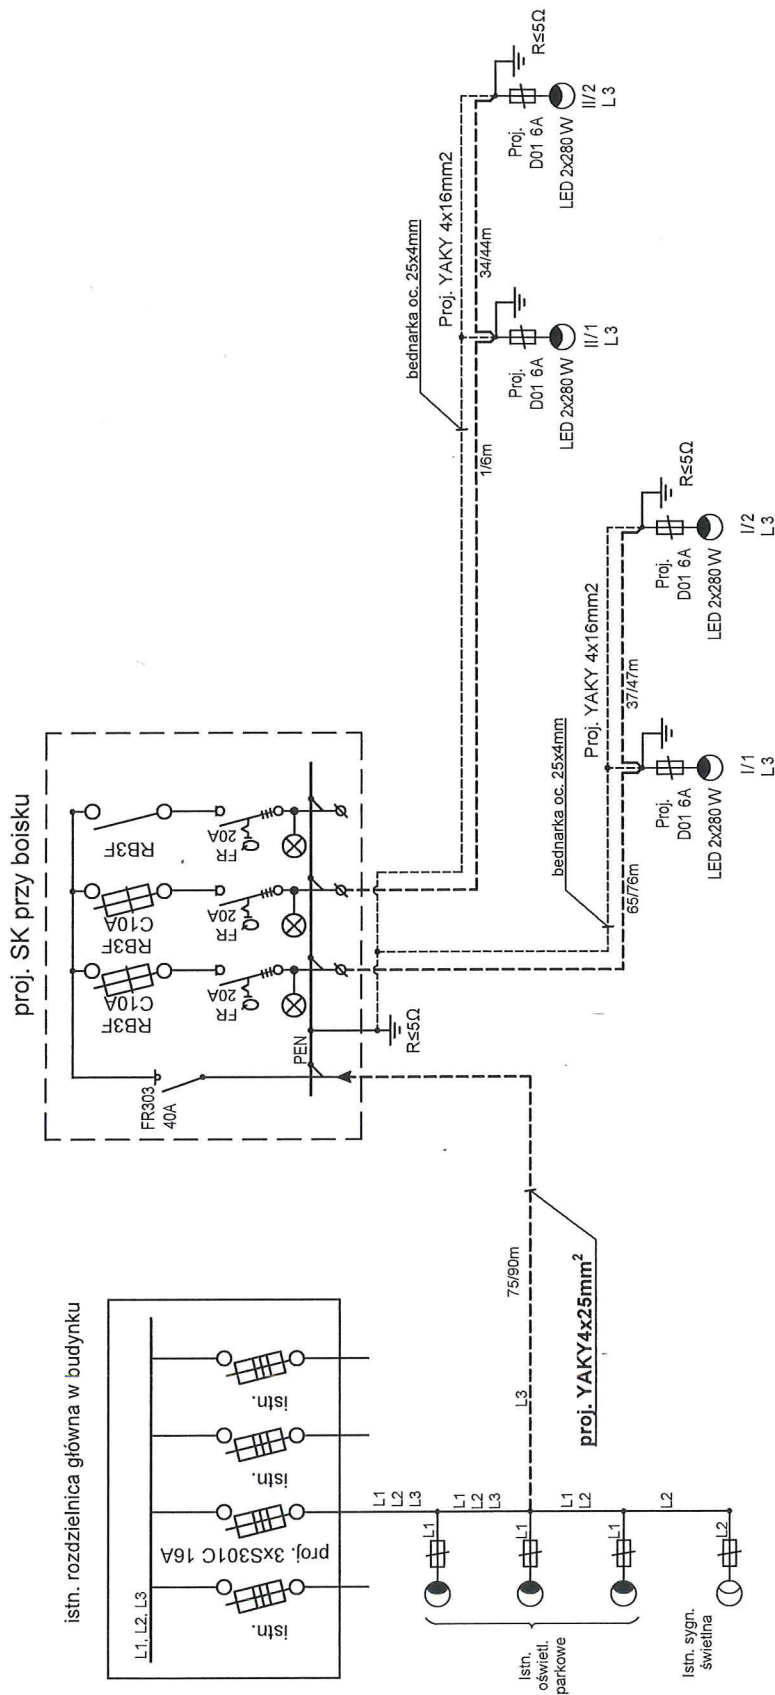 istn. rozdzielnica główna w budynku
L1, L2, L3
istn.
proj. 3xS301C 16A
istn.
istn.
L1
L2
L3
L1
L2
L3
L1
L2
L2
L1
L1
L1
L2
Istn.
oświetl.
parkowe
Istn. sygn.
świetlna
L3
75/90m
proj. YAKY4x25mm²
proj. SK przy boisku
FR303
40A
PEN
R≤5Ω
RB3F
C10A
FR
20A
RB3F
C10A
FR
20A
RB3F
FR
20A
bednarka oc. 25x4mm
Proj. YAKY 4x16mm2
1/6m
34/44m
Proj.
D01 6A
LED 2x280 W
II/1
L3
Proj.
D01 6A
LED 2x280 W
II/2
L3
R≤5Ω
bednarka oc. 25x4mm
Proj. YAKY 4x16mm2
65/76m
37/47m
Proj.
D01 6A
LED 2x280 W
I/1
L3
Proj.
D01 6A
LED 2x280 W
I/2
L3
R≤5Ω